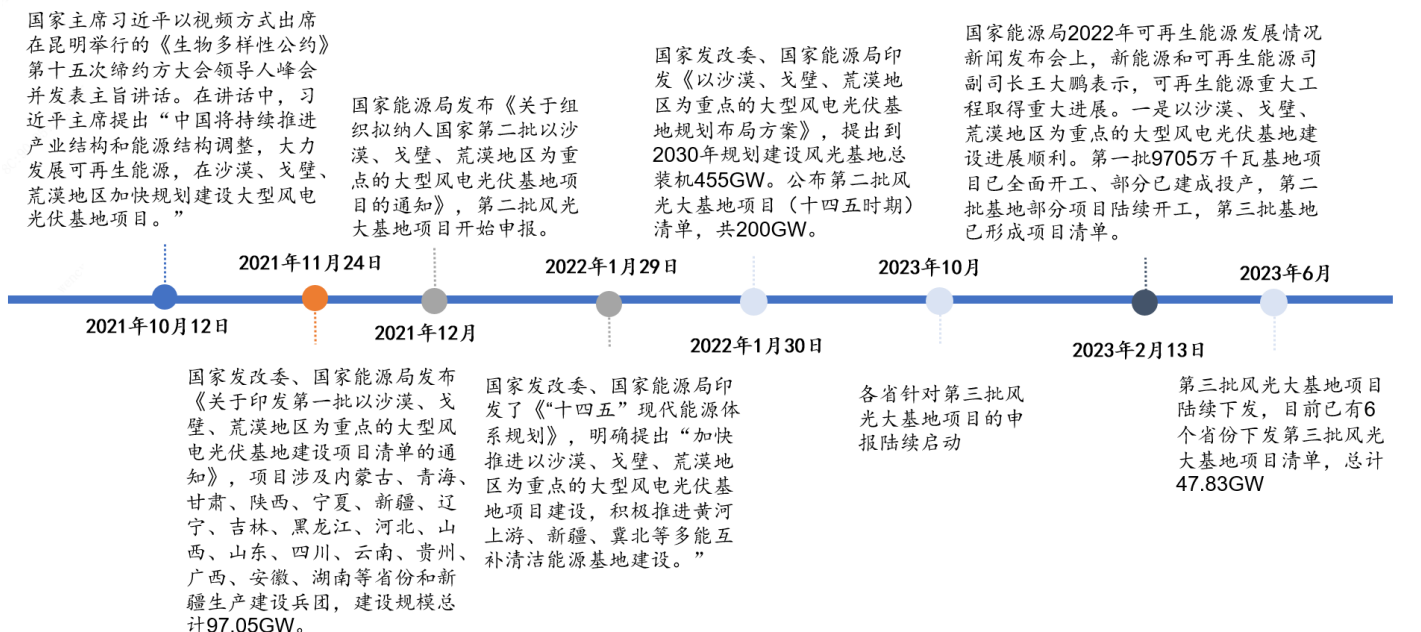 国家主席习近平以视频方式出席
在昆明举行的《生物多样性公约》
第十五次缔约方大会领导人峰会
并发表主旨讲话。在讲话中，习
近平主席提出“中国将持续推进
产业结构和能源结构调整，大力
发展可再生能源，在沙漠、戈壁、
荒漠地区加快规划建设大型风电
光伏基地项目。”
2021年10月12日
2021年11月24日
国家发改委、国家能源局发布
《关于印发第一批以沙漠、戈
壁、荒漠地区为重点的大型风
电光伏基地建设项目清单的通
知》，项目涉及内蒙古、青海、
甘肃、陕西、宁夏、新疆、辽
宁、吉林、黑龙江、河北、山
西、山东、四川、云南、贵州、
广西、安徽、湖南等省份和新
疆生产建设兵团，建设规模总
计97.05GW。
国家能源局发布《关于组
织拟纳人国家第二批以沙
漠、戈壁、荒漠地区为重
点的大型风电光伏基地项
目的通知》，第二批风光
大基地项目开始申报。
2021年12月
2022年1月29日
国家发改委、国家能源局印
发了《“十四五”现代能源体
系规划》，明确提出“加快
推进以沙漠、戈壁、荒漠地
区为重点的大型风电光伏基
地项目建设，积极推进黄河
上游、新疆、冀北等多能互
补清洁能源基地建设。”
国家发改委、国家能源局印
发《以沙漠、戈壁、荒漠地
区为重点的大型风电光伏基
地规划布局方案》，提出到
2030年规划建设风光基地总
装机455GW。公布第二批风
光大基地项目（十四五时期）
清单，共200GW。
2022年1月30日
2023年10月
各省针对第三批风
光大基地项目的申
报陆续启动
国家能源局2022年可再生能源发展情况
新闻发布会上，新能源和可再生能源司
副司长王大鹏表示，可再生能源重大工
程取得重大进展。一是以沙漠、戈壁、
荒漠地区为重点的大型风电光伏基地建
设进展顺利。第一批9705万千瓦基地项
目已全面开工、部分已建成投产，第二
批基地部分项目陆续开工，第三批基地
已形成项目清单。
2023年2月13日
2023年6月
第三批风光大基地项目
陆续下发，目前已有6
个省份下发第三批风光
大基地项目清单，总计
47.83GW